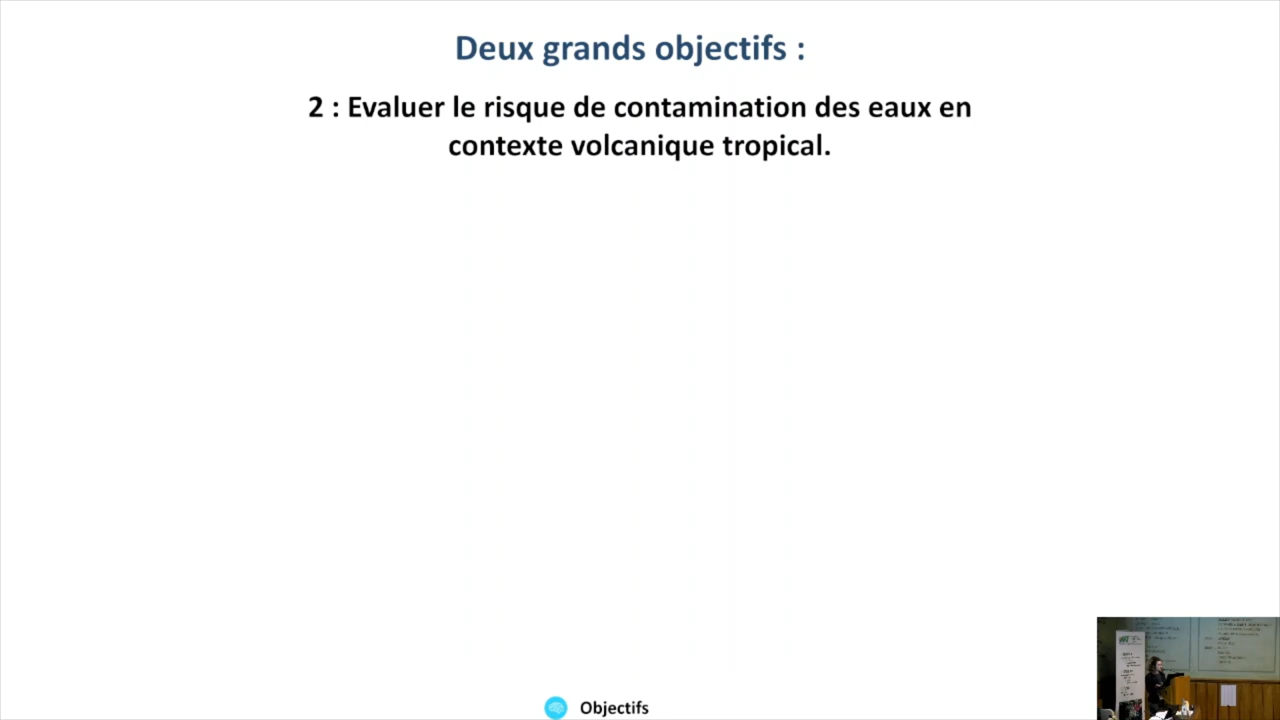 Deux grands objectifs :
2 : Evaluer le risque de contamination des eaux en
contexte volcanique tropical.
Objectifs